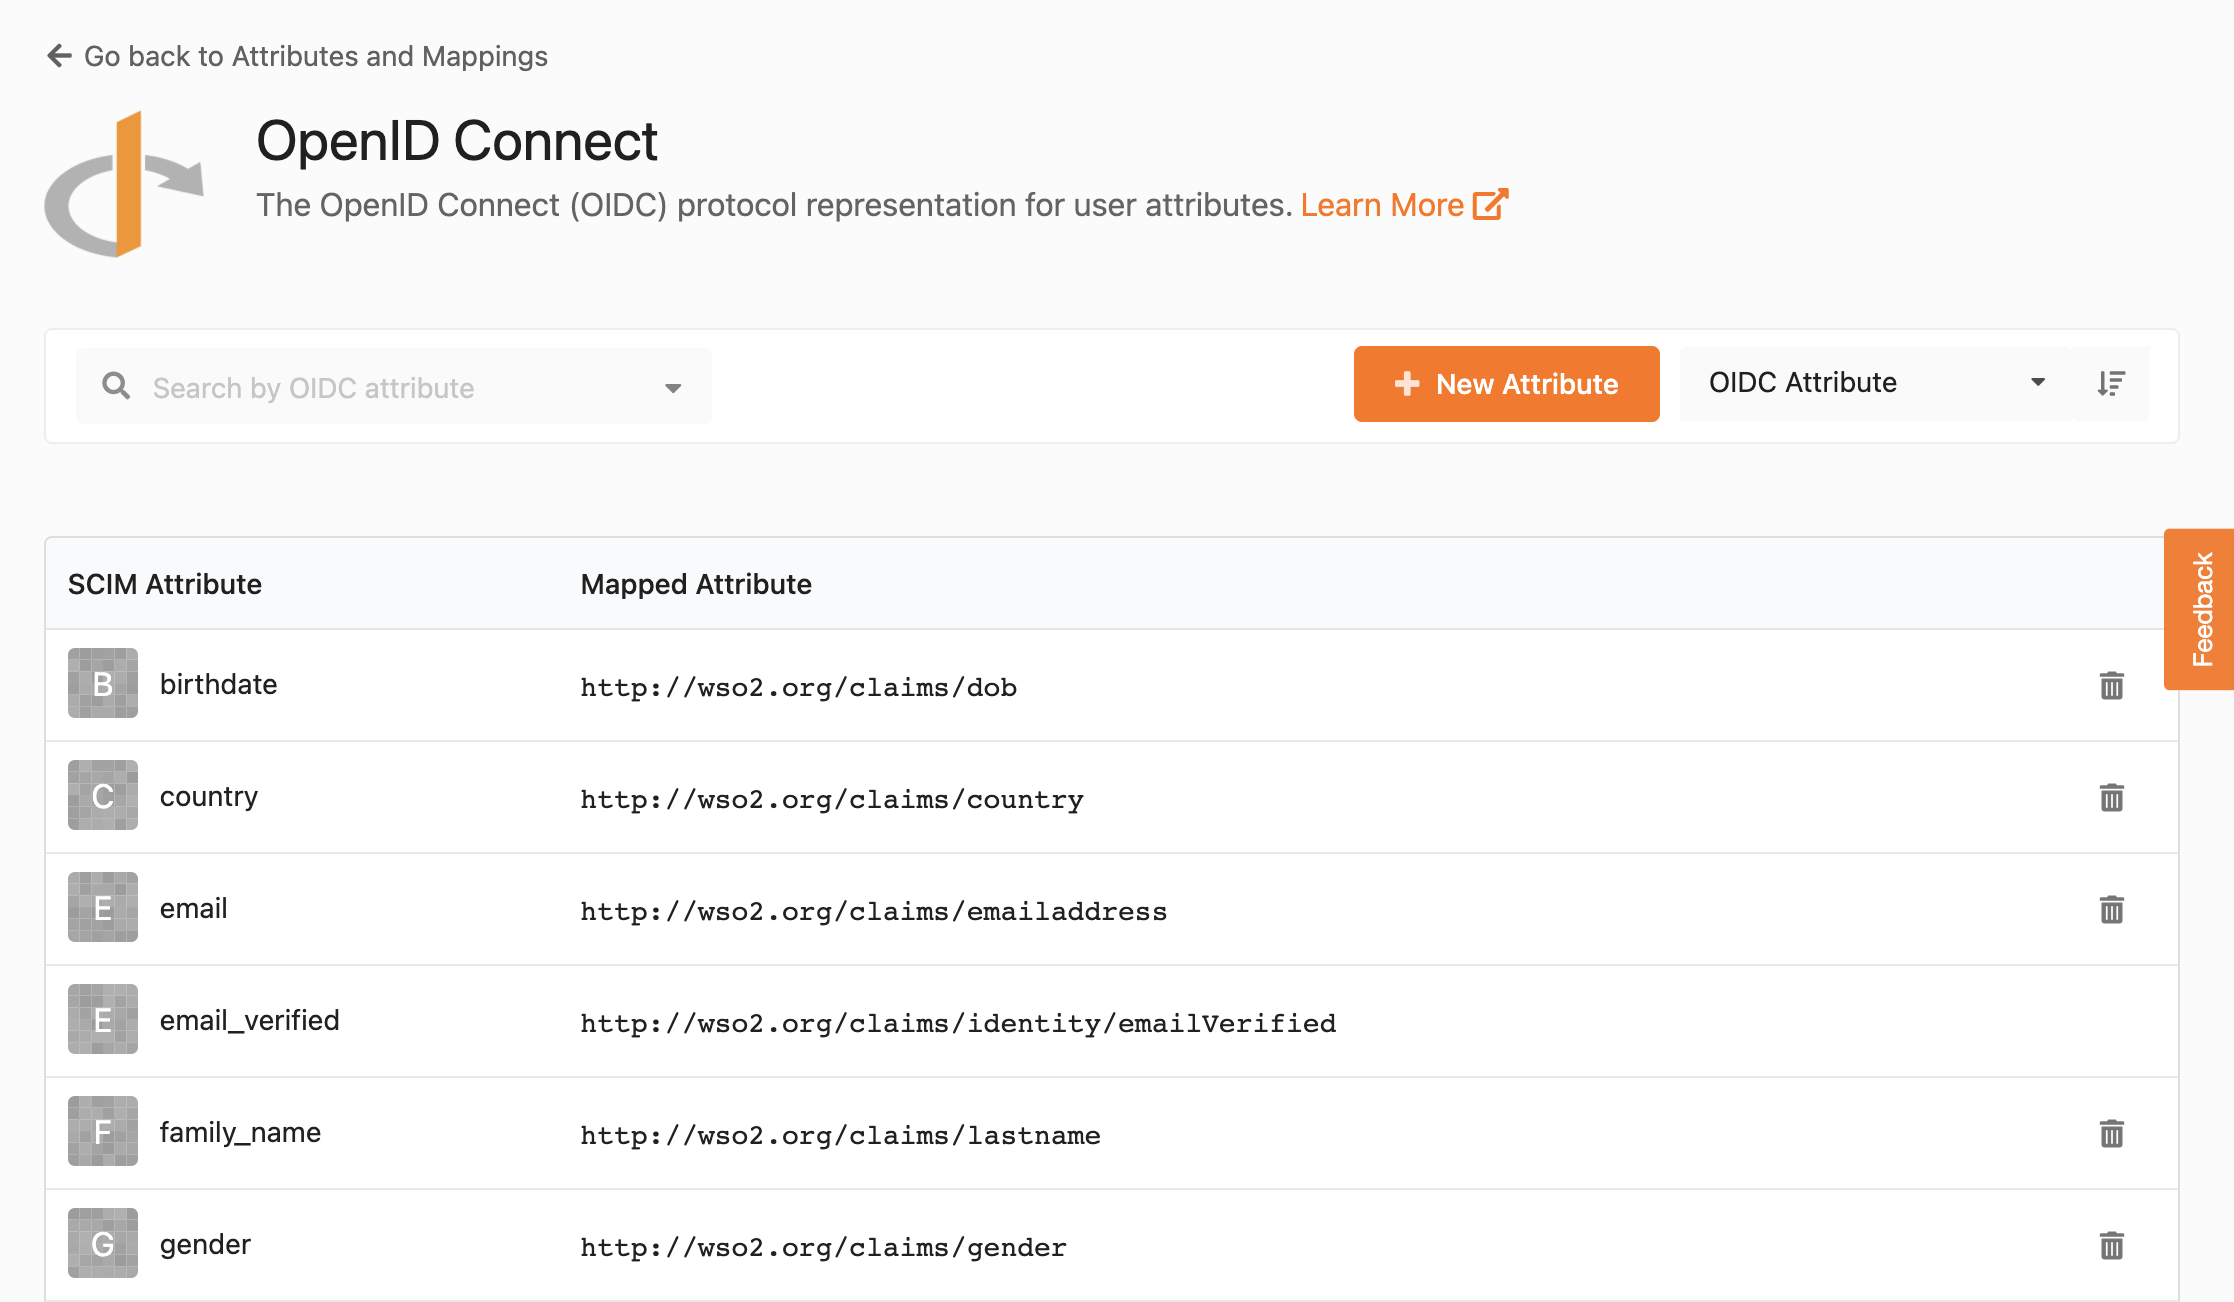 Go back to Attributes and Mappings
OpenID Connect
The OpenID Connect (OIDC) protocol representation for user attributes. Learn More
Search by OIDC attribute
New Attribute
OIDC Attribute
Feedback
SCIM Attribute Mapped Attribute
B birthdate http://wso2.org/claims/dob
C country http://wso2.org/claims/country
E email http://wso2.org/claims/emailaddress
E email_verified http://wso2.org/claims/identity/emailVerified
F family_name http://wso2.org/claims/lastname
G gender http://wso2.org/claims/gender